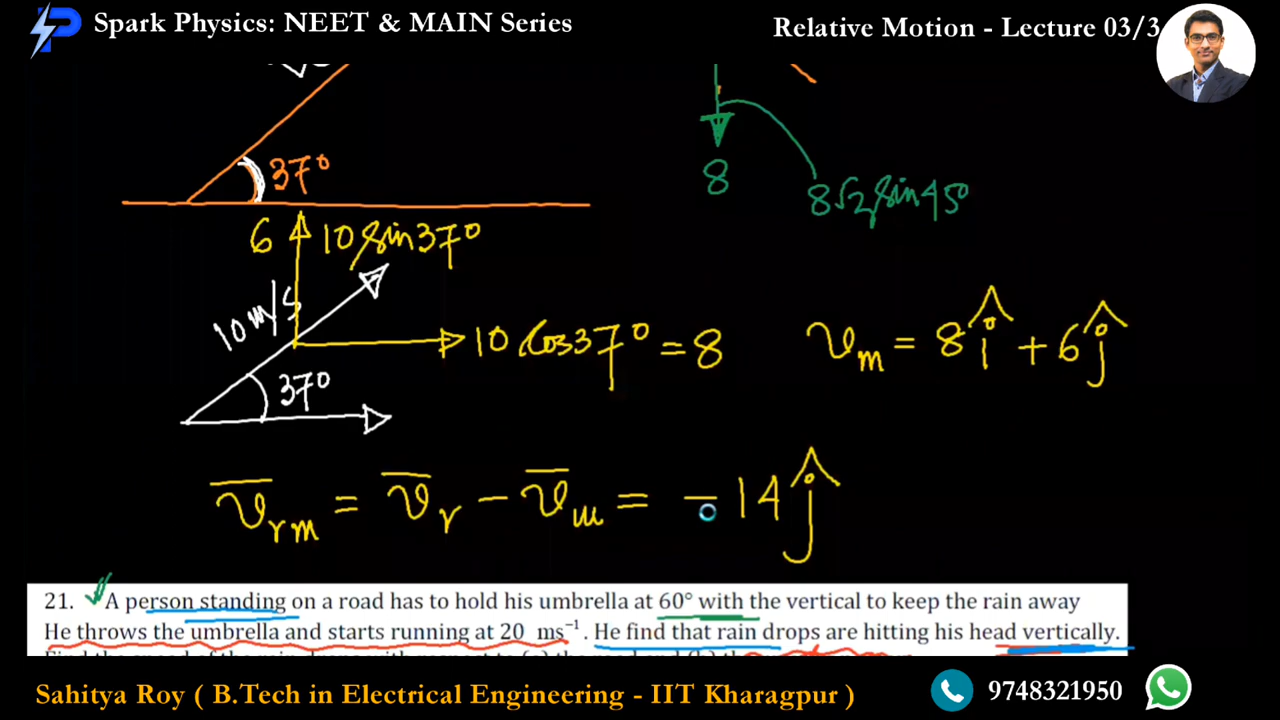 Spark Physics: NEET & MAIN Series
Relative Motion - Lecture 03/3
37°
8
8√2 sin45°
6
10 sin37°
10 m/s
10 cos37° = 8
37°
v_m = 8î + 6ĵ
v̄_rm = v̄_r - v̄_m = -14ĵ
21. A person standing on a road has to hold his umbrella at 60° with the vertical to keep the rain away
He throws the umbrella and starts running at 20 ms⁻¹. He find that rain drops are hitting his head vertically.
Sahitya Roy ( B.Tech in Electrical Engineering - IIT Kharagpur )
9748321950